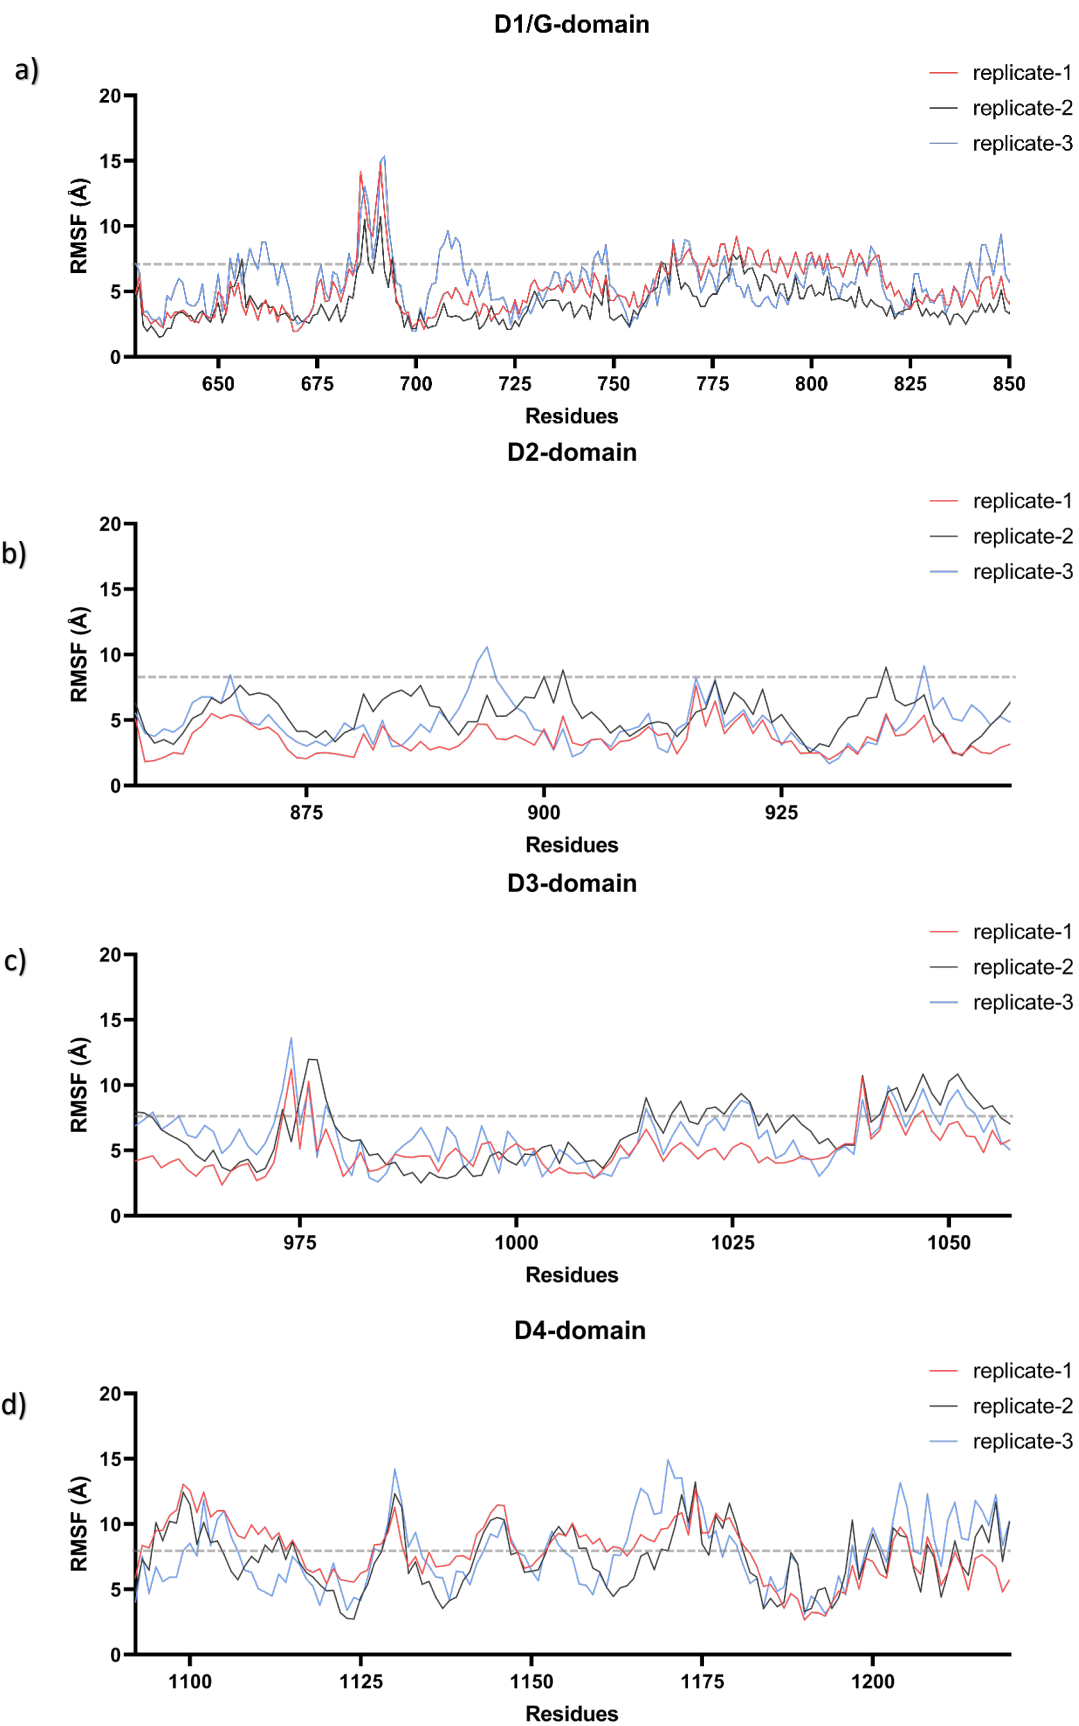 D1/G-domain
a)
replicate-1
replicate-2
replicate-3
20
15
10
5
0
RMSF (Å)
650 675 700 725 750 775 800 825 850
Residues
D2-domain
b)
replicate-1
replicate-2
replicate-3
20
15
10
5
0
RMSF (Å)
875 900 925
Residues
D3-domain
c)
replicate-1
replicate-2
replicate-3
20
15
10
5
0
RMSF (Å)
975 1000 1025 1050
Residues
D4-domain
d)
replicate-1
replicate-2
replicate-3
20
15
10
5
0
RMSF (Å)
1100 1125 1150 1175 1200
Residues